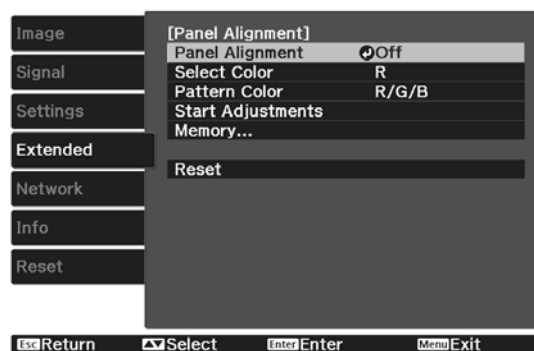 Image
Signal
Settings
Extended
Network
Info
Reset
[Panel Alignment]
Panel Alignment Off
Select Color R
Pattern Color R/G/B
Start Adjustments
Memory...
Reset
Esc Return Select Enter Enter Menu Exit